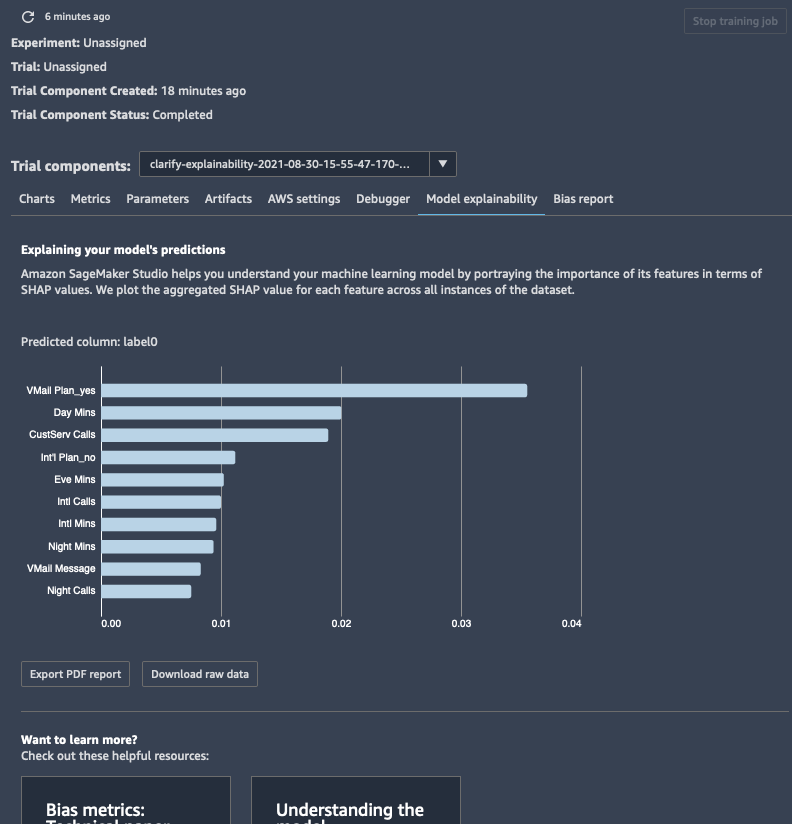 6 minutes ago
Stop training job
Experiment: Unassigned
Trial: Unassigned
Trial Component Created: 18 minutes ago
Trial Component Status: Completed
Trial components: clarify-explainability-2021-08-30-15-55-47-170-...
Charts Metrics Parameters Artifacts AWS settings Debugger Model explainability Bias report
Explaining your model's predictions
Amazon SageMaker Studio helps you understand your machine learning model by portraying the importance of its features in terms of
SHAP values. We plot the aggregated SHAP value for each feature across all instances of the dataset.
Predicted column: label0
VMail Plan_yes
Day Mins
CustServ Calls
Int'l Plan_no
Eve Mins
Intl Calls
Intl Mins
Night Mins
VMail Message
Night Calls
0.00 0.01 0.02 0.03 0.04
Export PDF report Download raw data
Want to learn more?
Check out these helpful resources:
Bias metrics: Understanding the
Technical paper model